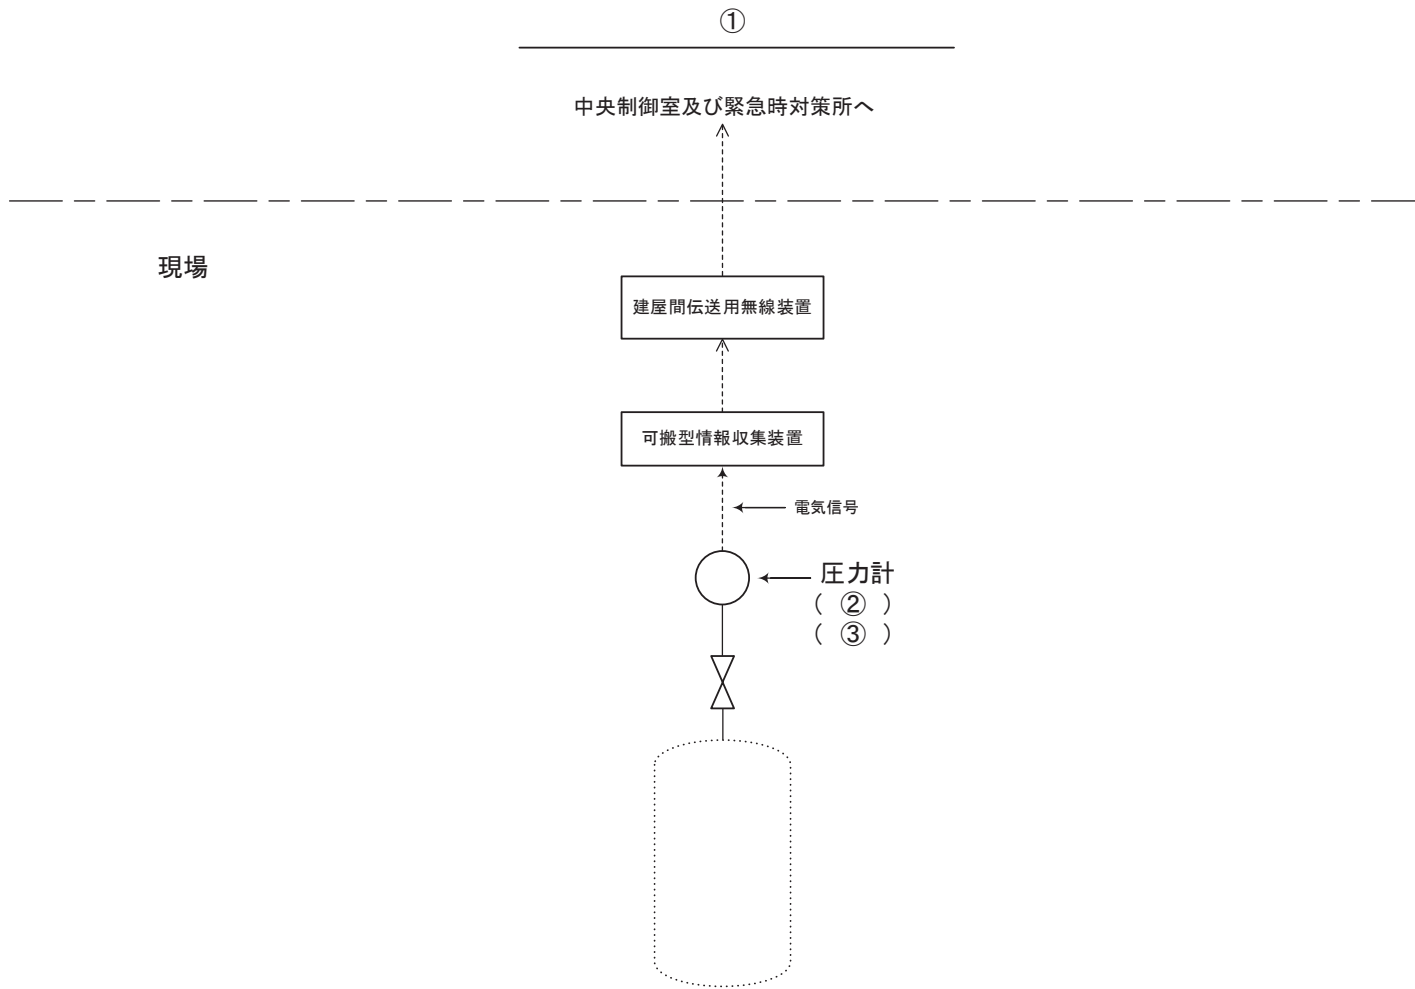 ①
中央制御室及び緊急時対策所へ
現場
建屋間伝送用無線装置
可搬型情報収集装置
電気信号
圧力計
( ② )
( ③ )